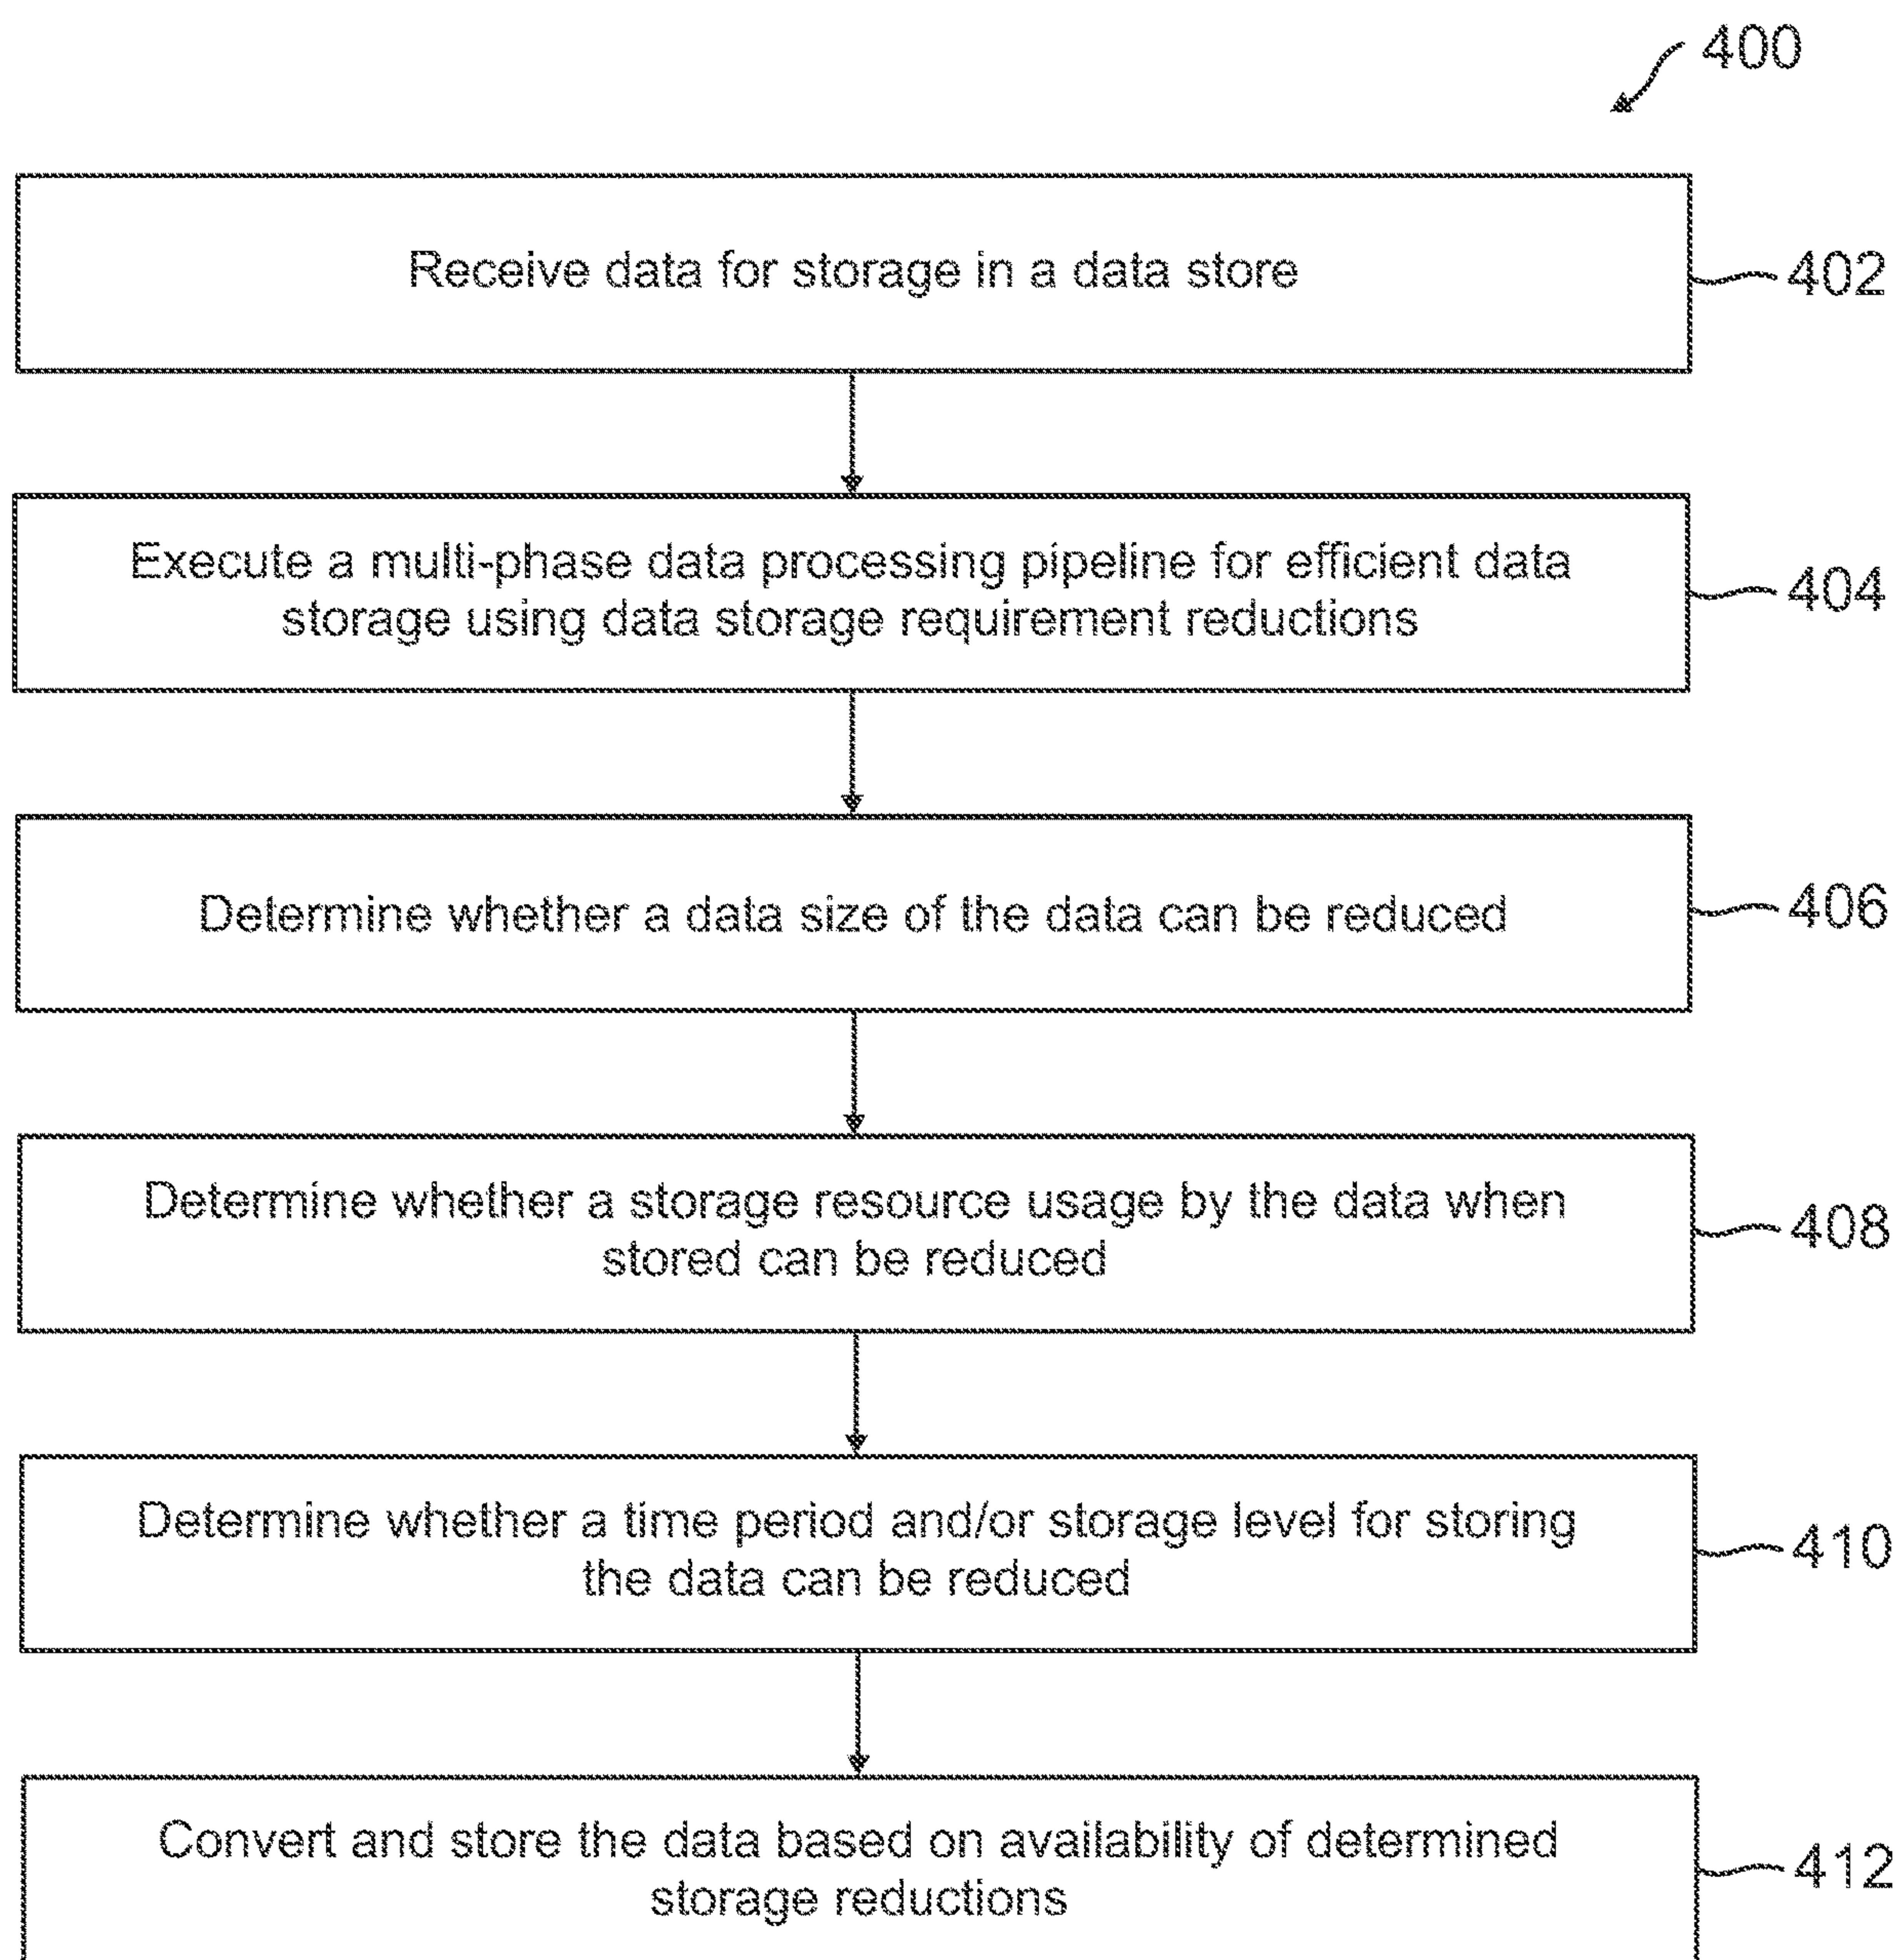 400
Receive data for storage in a data store
402
Execute a multi-phase data processing pipeline for efficient data
storage using data storage requirement reductions
404
Determine whether a data size of the data can be reduced
406
Determine whether a storage resource usage by the data when
stored can be reduced
408
Determine whether a time period and/or storage level for storing
the data can be reduced
410
Convert and store the data based on availability of determined
storage reductions
412